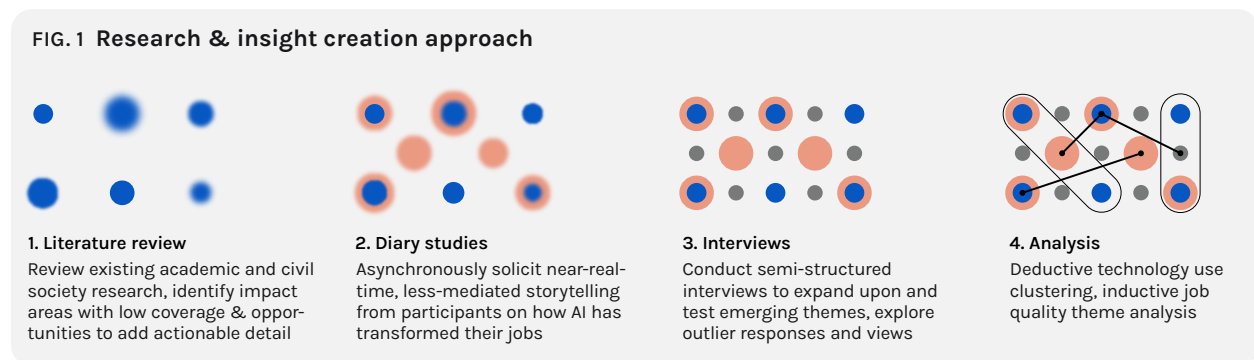 FIG. 1 Research & insight creation approach
1. Literature review
Review existing academic and civil
society research, identify impact
areas with low coverage & oppor-
tunities to add actionable detail
2. Diary studies
Asynchronously solicit near-real-
time, less-mediated storytelling
from participants on how AI has
transformed their jobs
3. Interviews
Conduct semi-structured
interviews to expand upon and
test emerging themes, explore
outlier responses and views
4. Analysis
Deductive technology use
clustering, inductive job
quality theme analysis